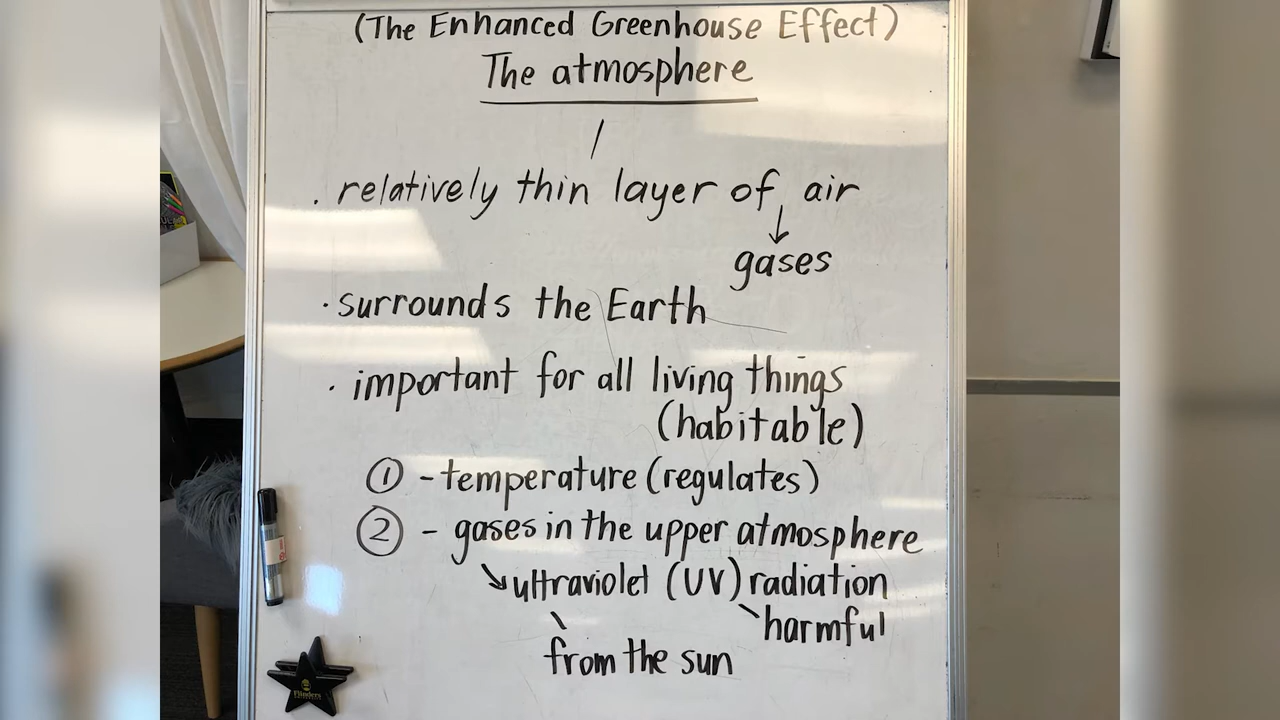 (The Enhanced Greenhouse Effect)
The atmosphere
. relatively thin layer of air
gases
. surrounds the Earth
. important for all living things
(habitable)
① - temperature (regulates)
② - gases in the upper atmosphere
ultraviolet (UV) radiation
harmful
from the sun
Flinders